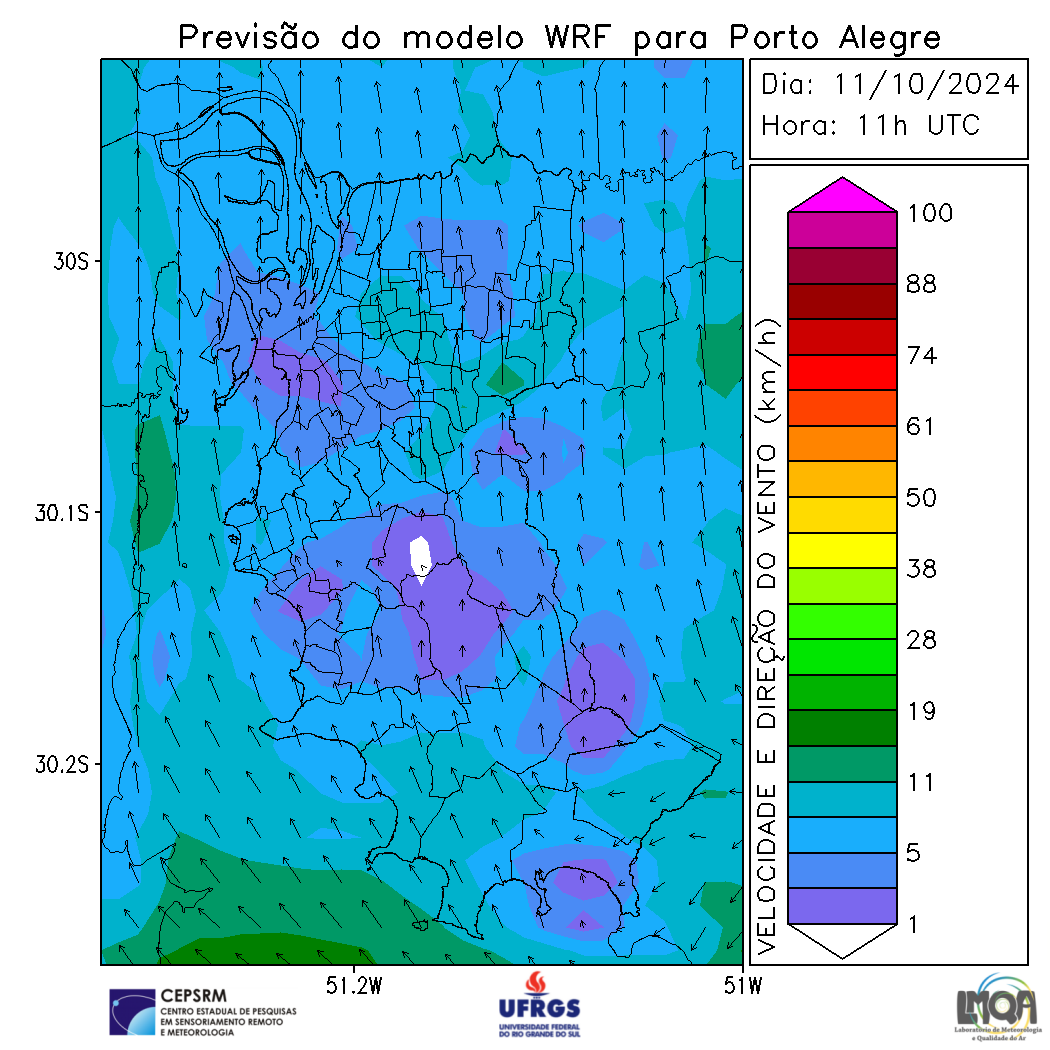 Previsão do modelo WRF para Porto Alegre
Dia: 11/10/2024
Hora: 11h UTC
30S
30.1S
30.2S
51.2W
51W
VELOCIDADE E DIREÇÃO DO VENTO (km/h)
100
88
74
61
50
38
28
19
11
5
1
CEPSRM
CENTRO ESTADUAL DE PESQUISAS
EM SENSORIAMENTO REMOTO
E METEOROLOGIA
UFRGS
UNIVERSIDADE FEDERAL
DO RIO GRANDE DO SUL
LMQA
Laboratório de Meteorologia
e Qualidade do Ar